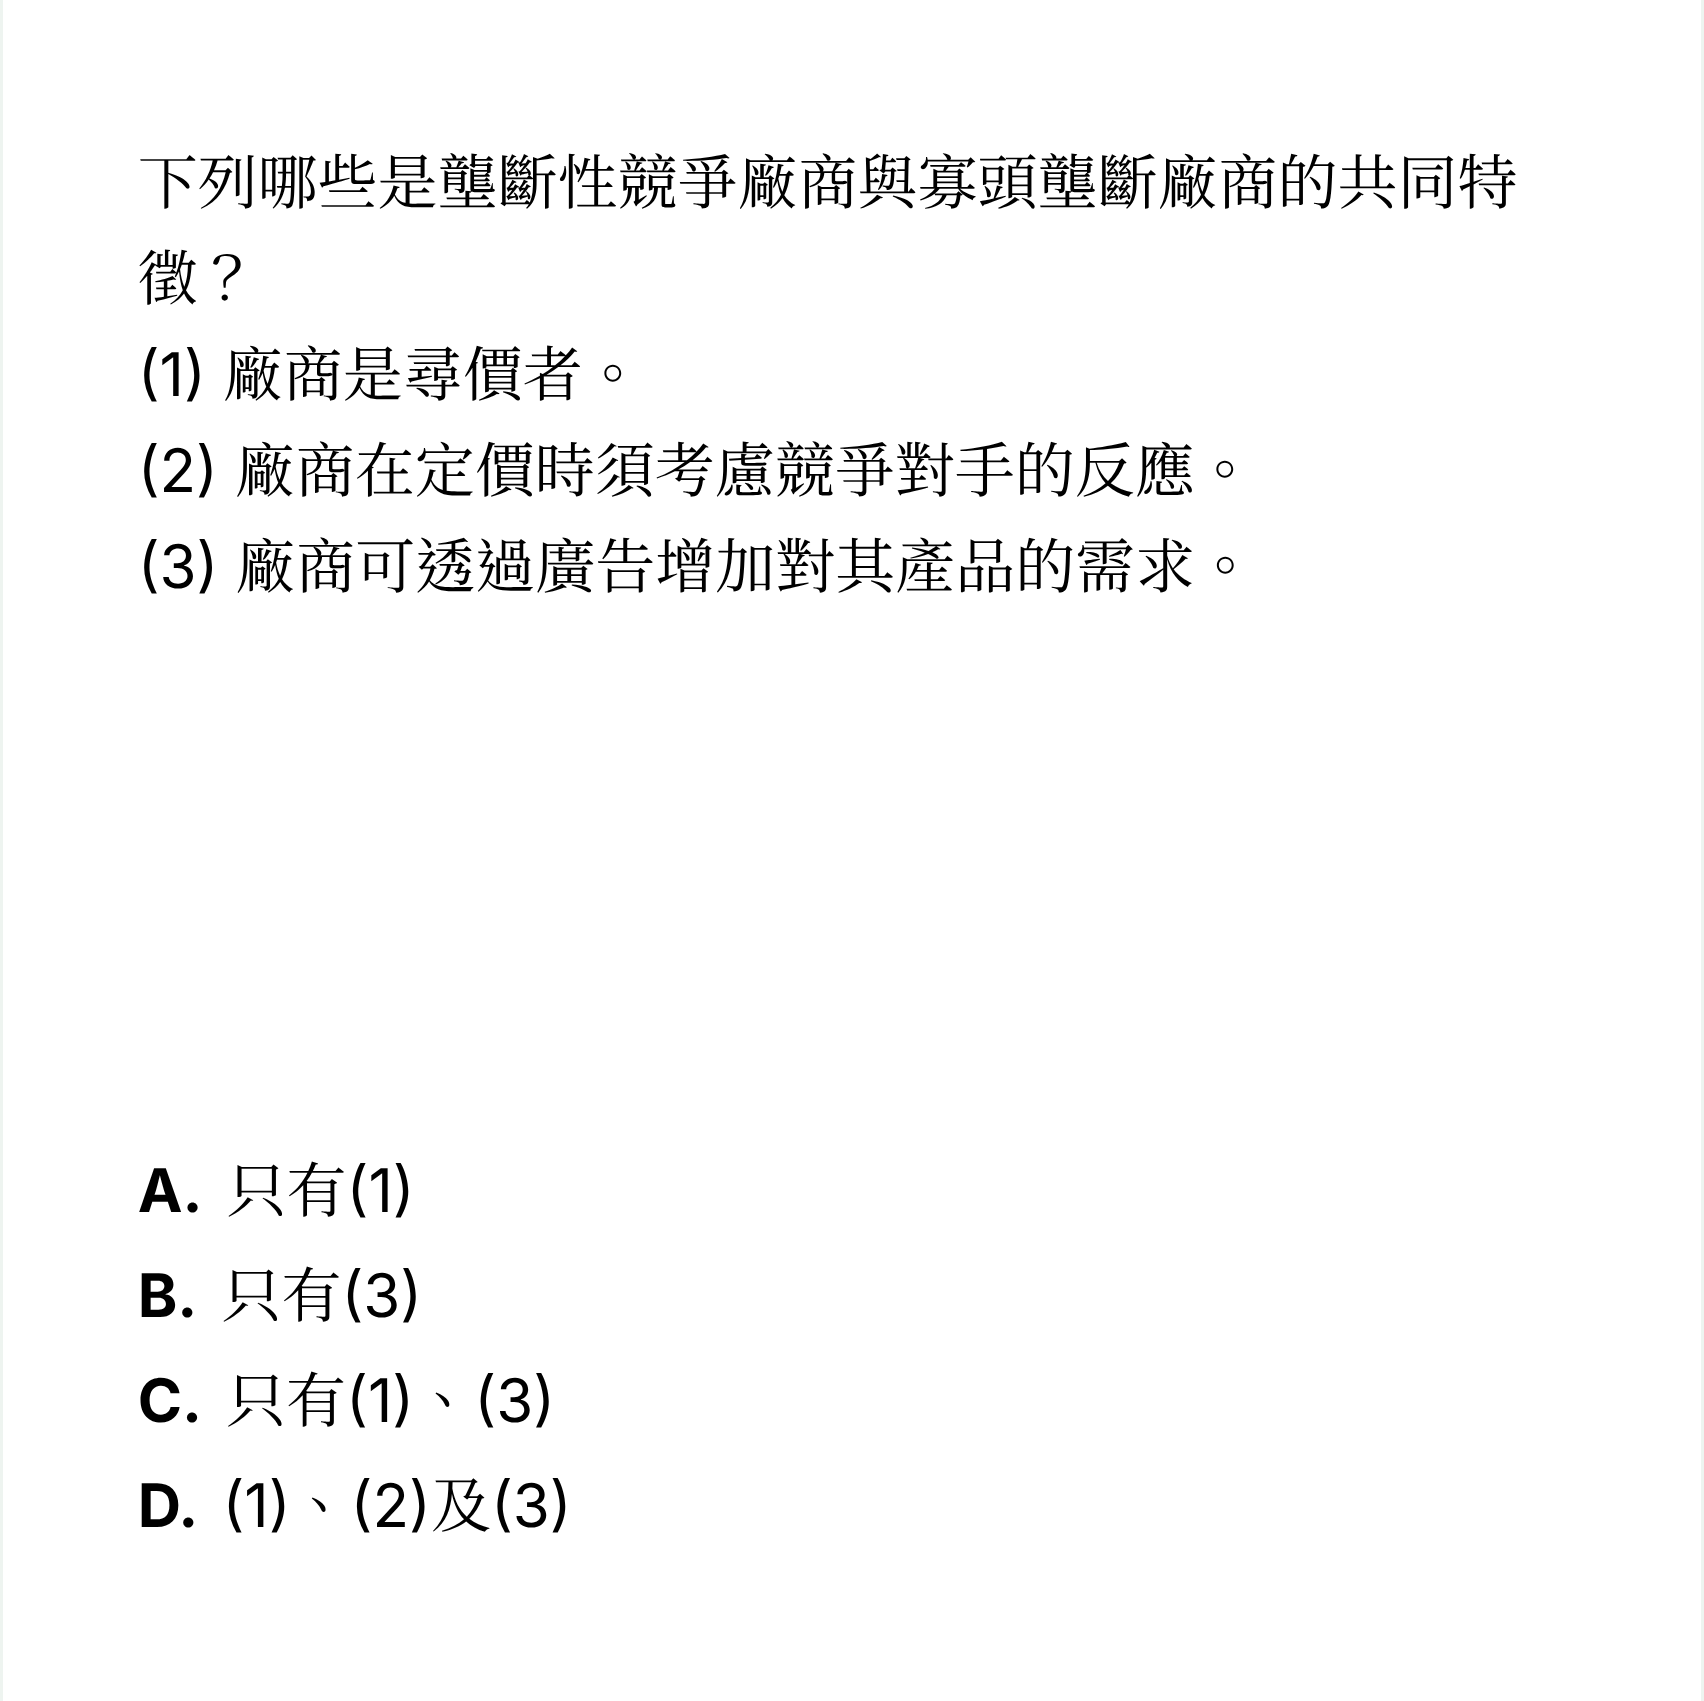 下列哪些是壟斷性競爭廠商與寡頭壟斷廠商的共同特
徵？
(1) 廠商是尋價者。
(2) 廠商在定價時須考慮競爭對手的反應。
(3) 廠商可透過廣告增加對其產品的需求。
A. 只有(1)
B. 只有(3)
C. 只有(1)、(3)
D. (1)、(2)及(3)